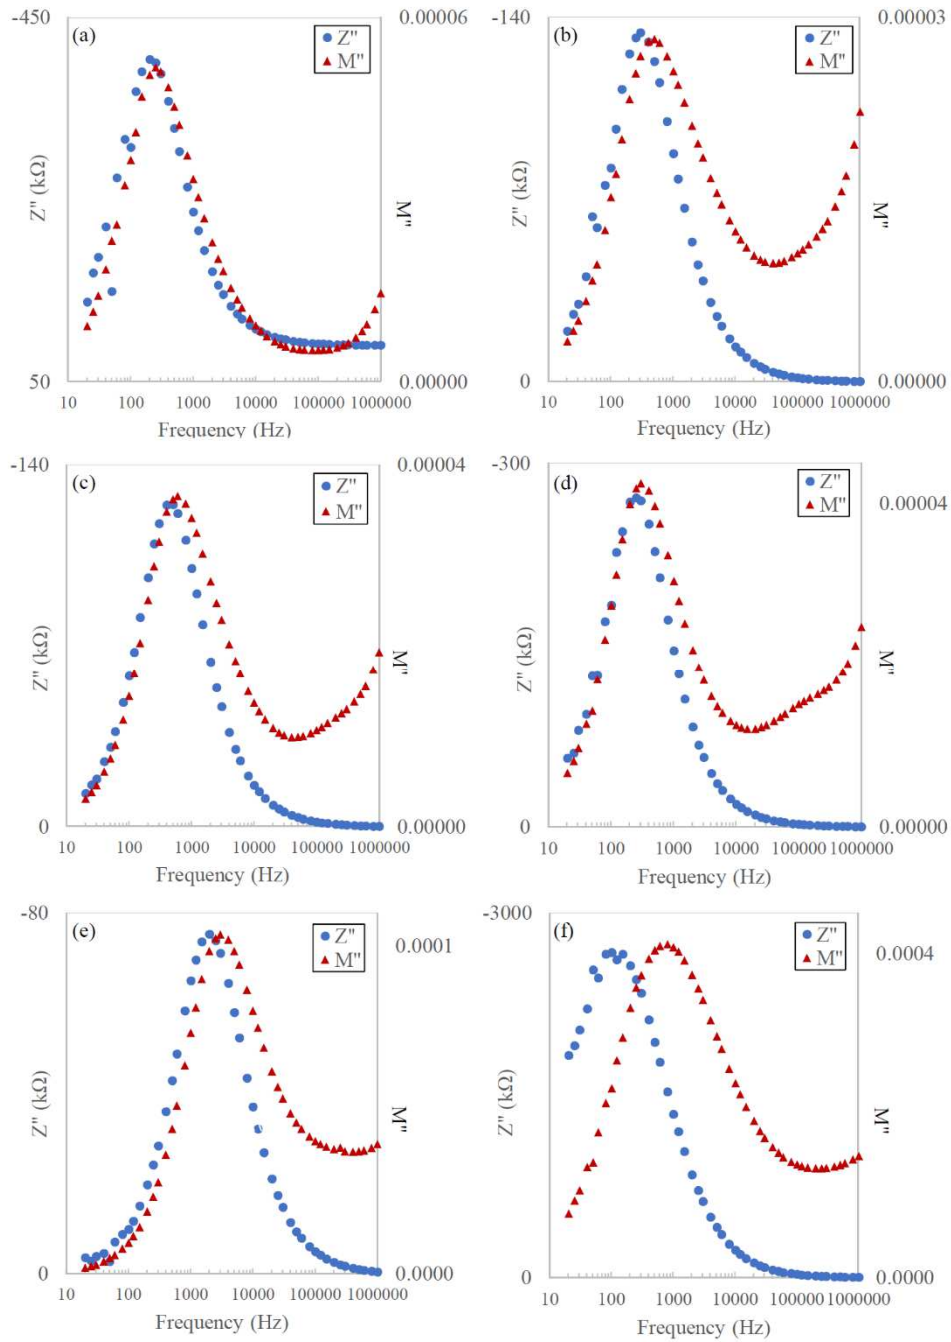 -450
0.00006
(a)
Z"
M"
Z" (kΩ)
M"
50
0.00000
10 100 1000 10000 100000 1000000
Frequency (Hz)
-140
0.00003
(b)
Z"
M"
Z" (kΩ)
M"
0
0.00000
10 100 1000 10000 100000 1000000
Frequency (Hz)
-140
0.00004
(c)
Z"
M"
Z" (kΩ)
M"
0
0.00000
10 100 1000 10000 100000 1000000
Frequency (Hz)
-300
0.00004
(d)
Z"
M"
Z" (kΩ)
M"
0
0.00000
10 100 1000 10000 100000 1000000
Frequency (Hz)
-80
0.0001
(e)
Z"
M"
Z" (kΩ)
M"
0
0.0000
10 100 1000 10000 100000 1000000
Frequency (Hz)
-3000
0.0004
(f)
Z"
M"
Z" (kΩ)
M"
0
0.0000
10 100 1000 10000 100000 1000000
Frequency (Hz)